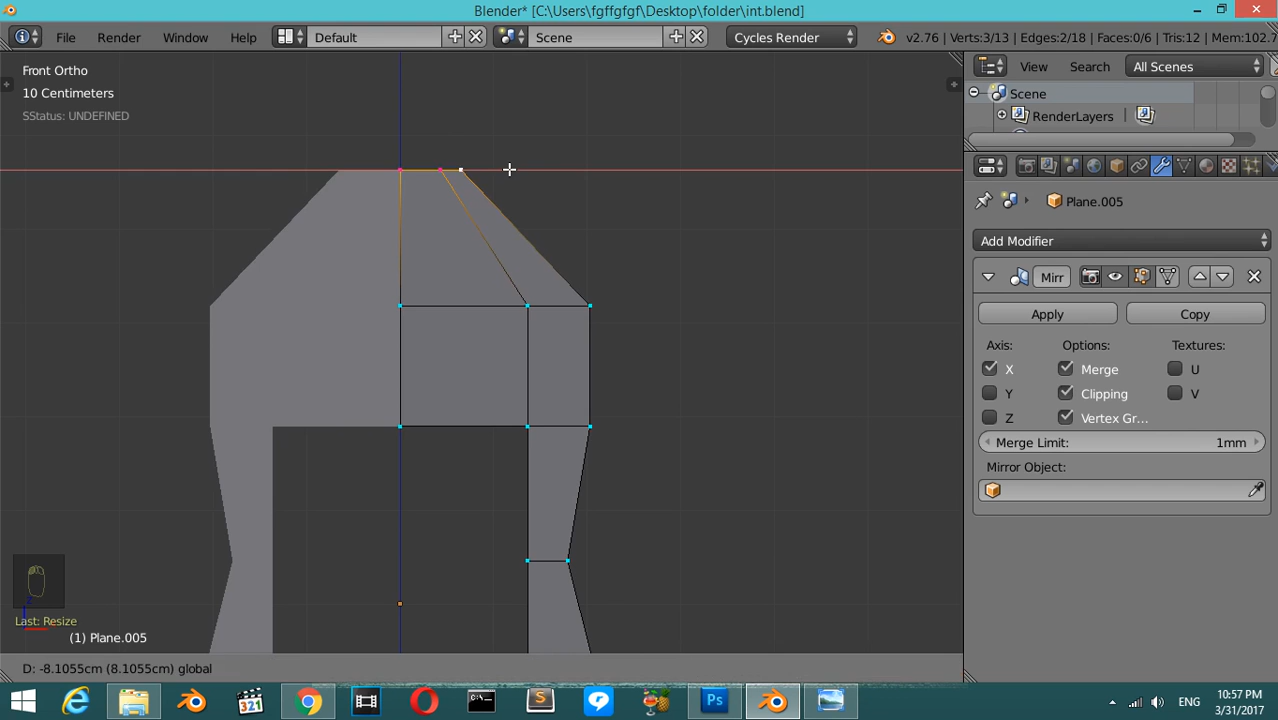 Blender* [C:\Users\fgffgfgf\Desktop\folder\int.blend]
File Render Window Help Default Scene Cycles Render v2.76 | Verts:3/13 | Edges:2/18 | Faces:0/6 | Tris:12 | Mem:102.7
Front Ortho
10 Centimeters
SStatus: UNDEFINED
View Search All Scenes
Scene
RenderLayers
Plane.005
Add Modifier
Mirr
Apply Copy
Axis: Options: Textures:
X Merge U
Y Clipping V
Z Vertex Gr...
Merge Limit: 1mm
Mirror Object:
Last: Resize
(1) Plane.005
D: -8.1055cm (8.1055cm) global
321
Ps
ENG
10:57 PM
3/31/2017